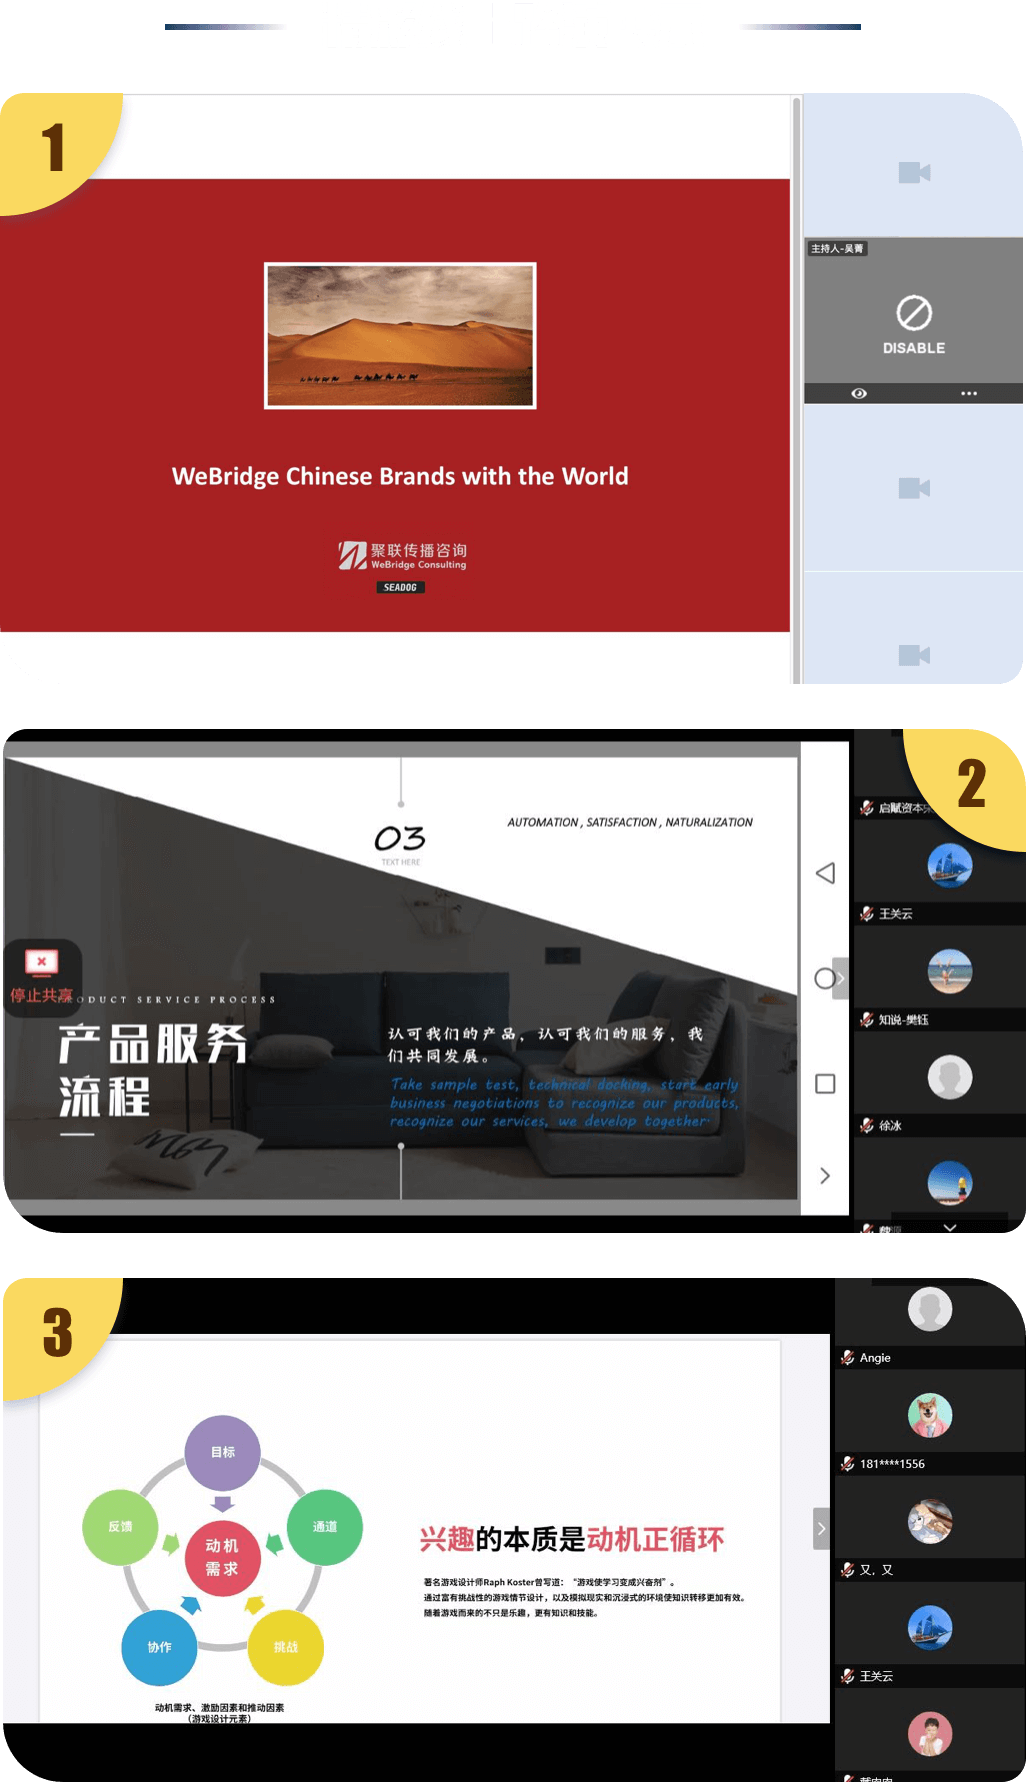 1
主持人-吴菁
DISABLE
WeBridge Chinese Brands with the World
聚联传播咨询
WeBridge Consulting
SEADOG
2
03
TEXT HERE
AUTOMATION , SATISFACTION , NATURALIZATION
停止共享
ODUCT SERVICE PROCESS
产品服务
流程
认可我们的产品，认可我们的服务，我
们共同发展。
Take sample test, technical docking, start early
business negotiations to recognize our products,
recognize our services, we develop together
启赋资本
王关云
知说-樊钰
徐冰
3
目标
反馈
通道
动机
需求
协作
挑战
动机需求、激励因素和推动因素
（游戏设计元素）
兴趣的本质是动机正循环
著名游戏设计师Raph Koster曾写道：“游戏使学习变成兴奋剂”。
通过富有挑战性的游戏情节设计，以及模拟现实和沉浸式的环境使知识转移更加有效。
随着游戏而来的不只是乐趣，更有知识和技能。
Angie
181****1556
又，又
王关云